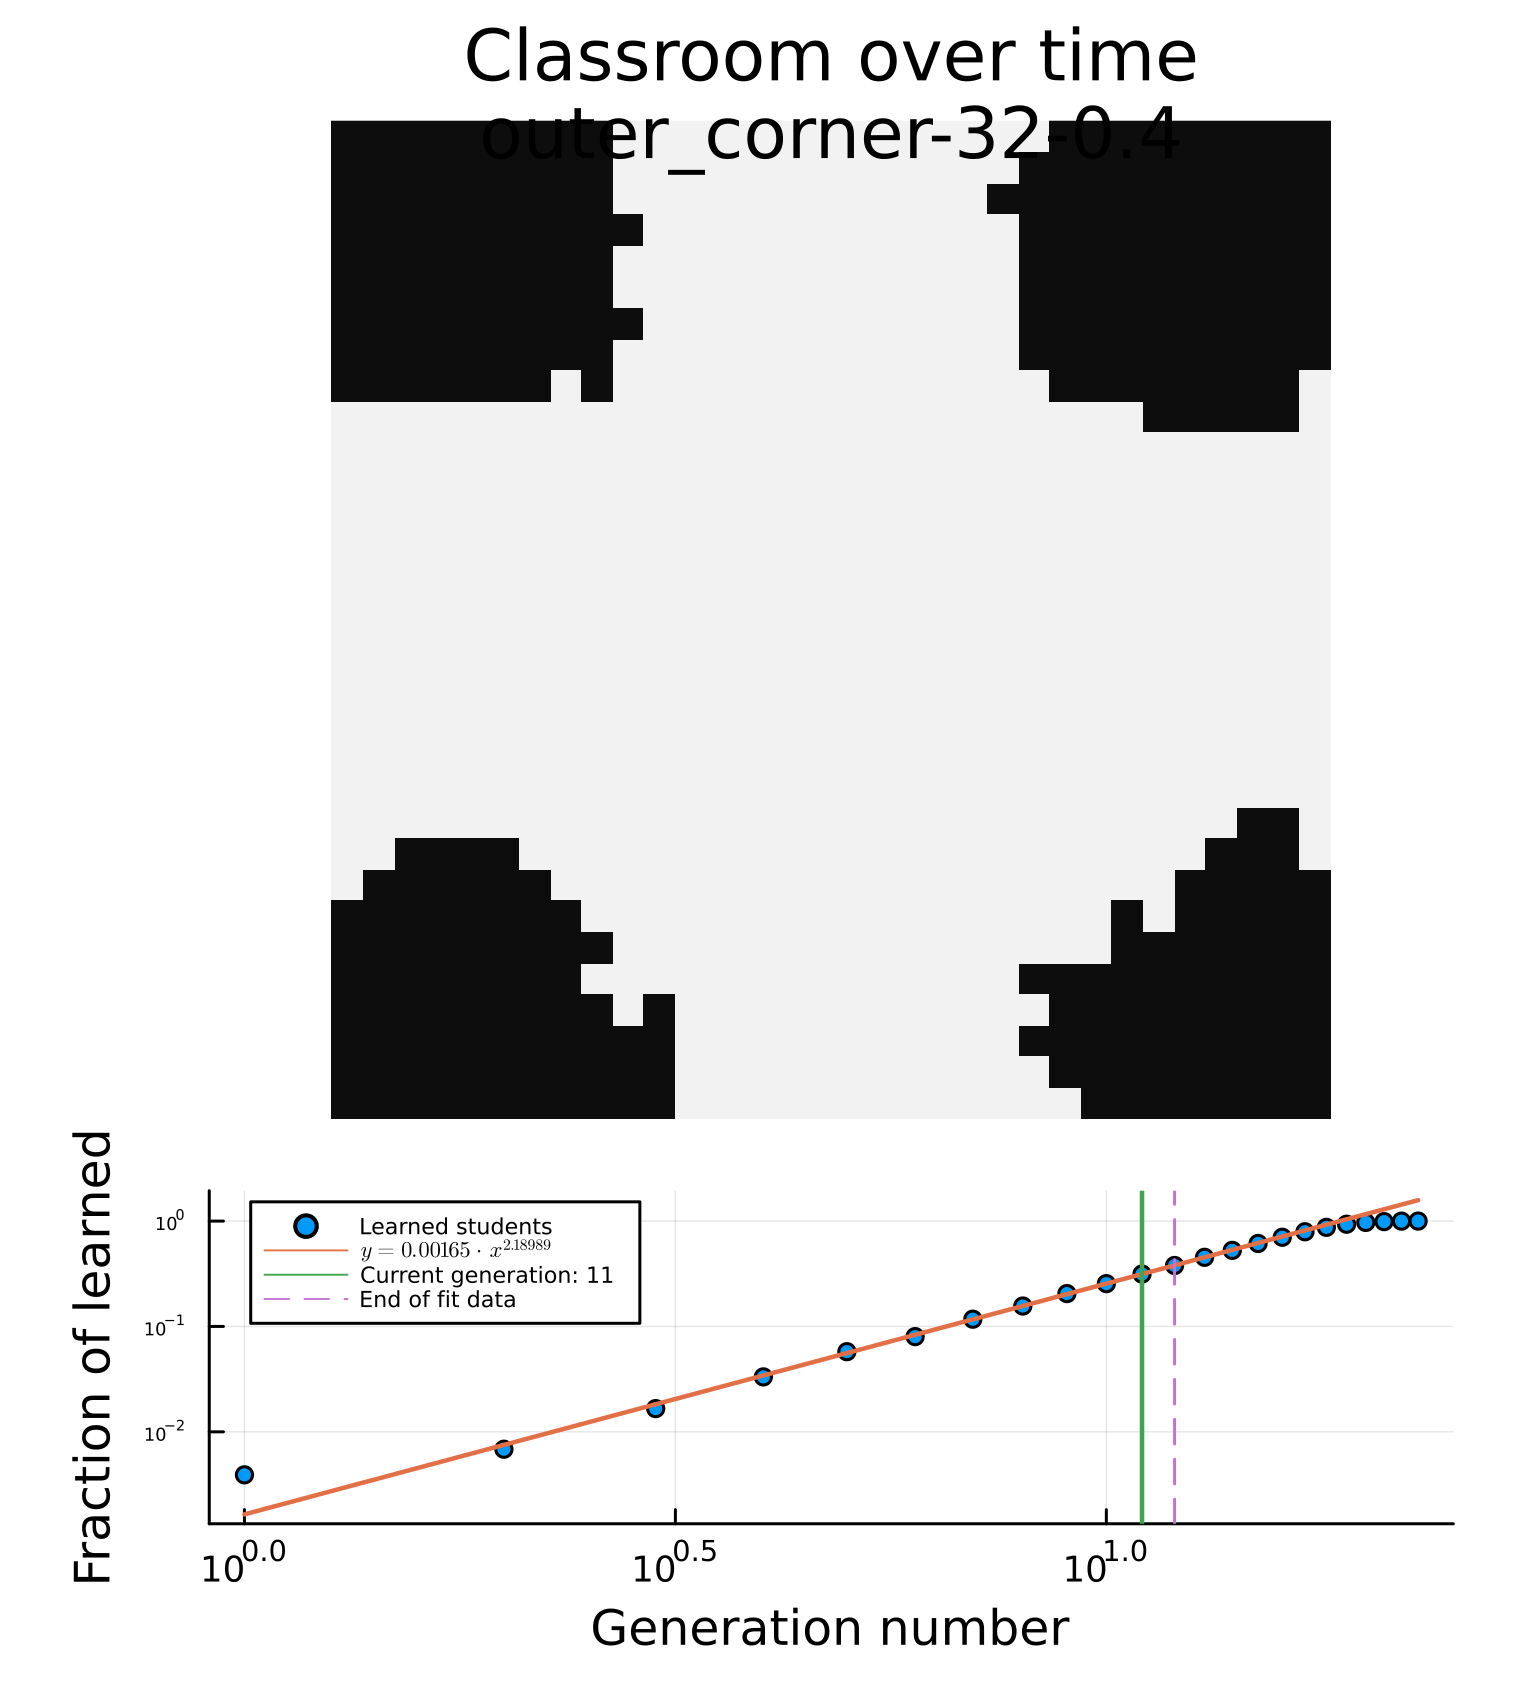 Classroom over time
outer_corner-32-0.4
Fraction of learned
10^0
10^-1
10^-2
Learned students
y = 0.00165 · x^2.18989
Current generation: 11
End of fit data
10^0.0 10^0.5 10^1.0
Generation number